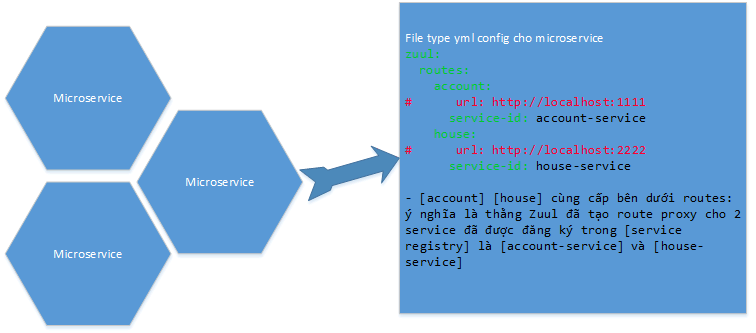 Microservice
Microservice
Microservice
File type yml config cho microservice
zuul:
  routes:
    account:
#      url: http://localhost:1111
      service-id: account-service
    house:
#      url: http://localhost:2222
      service-id: house-service
- [account] [house] cùng cấp bên dưới routes:
ý nghĩa là thằng Zuul đã tạo route proxy cho 2
service đã được đăng ký trong [service
registry] là [account-service] và [house-
service]